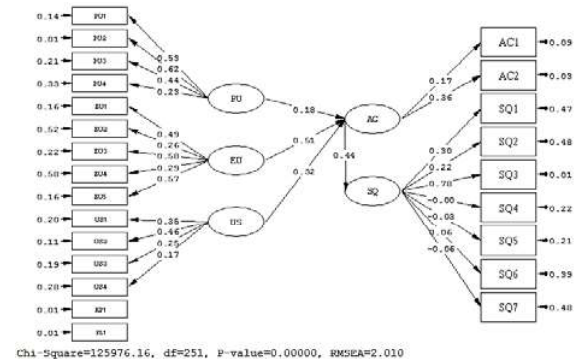 0.14 PU1
0.01 PU2
0.21 PU3
0.33 PU4
0.16 EU1
0.52 EU2
0.22 EU3
0.50 EU4
0.16 EU5
0.20 US1
0.11 US2
0.19 US3
0.28 US4
0.01
0.01
0.53
0.62
0.44
0.23
0.49
0.26
0.50
0.29
0.57
0.38
0.46
0.25
0.17
PU
EU
US
0.18
0.51
0.32
AC
0.44
SQ
0.17
0.36
0.30
0.22
0.78
-0.00
-0.03
0.06
-0.06
AC1 0.09
AC2 0.03
SQ1 0.47
SQ2 0.48
SQ3 0.01
SQ4 0.22
SQ5 0.21
SQ6 0.39
SQ7 0.48
Chi-Square=125976.16, df=251, P-value=0.00000, RMSEA=2.010